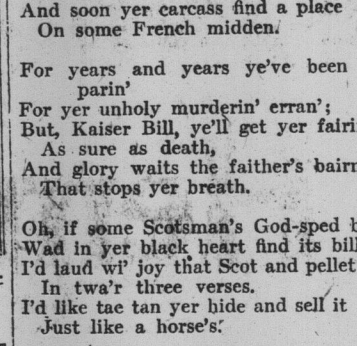 And soon yer carcass find a place
On some French midden.
For years and years ye've been
parin'
For yer unholy murderin' erran';
But, Kaiser Bill, ye'll get yer fairi
As sure as death,
And glory waits the faither's bairn
That stops yer breath.
Oh, if some Scotsman's God-sped b
Wad in yer black heart find its bill
I'd laud wi' joy that Scot and pellet
In twa'r three verses.
I'd like tae tan yer hide and sell it
Just like a horse's.